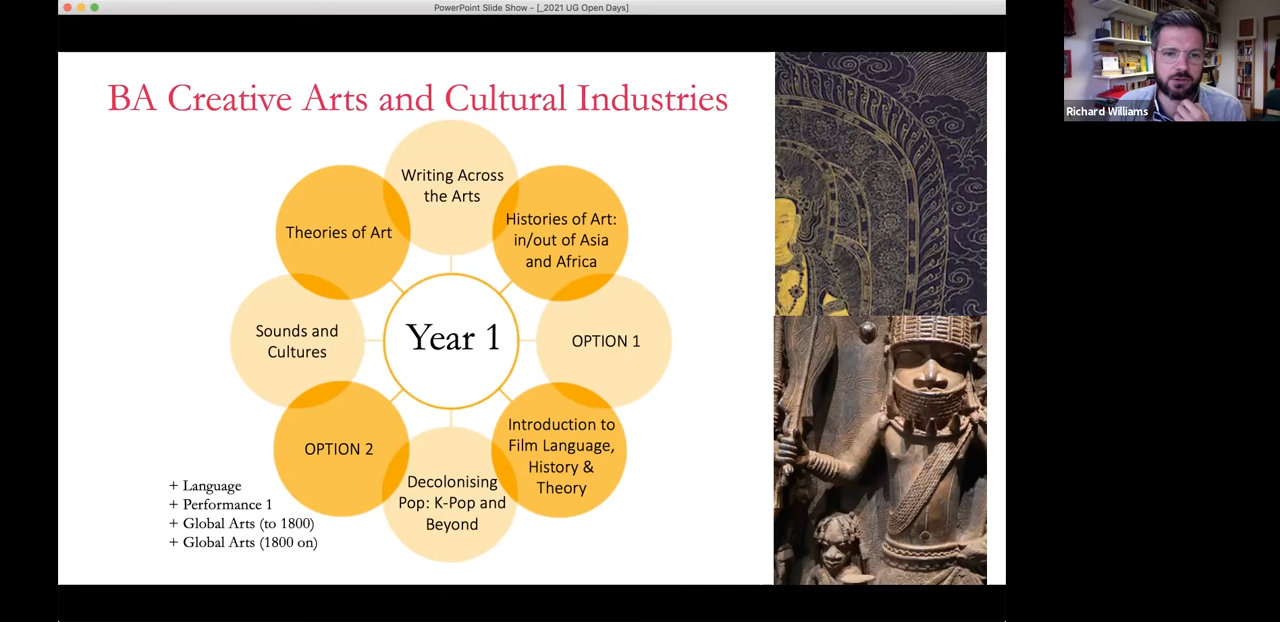 PowerPoint Slide Show - [_2021 UG Open Days]
Richard Williams
BA Creative Arts and Cultural Industries
Writing Across
the Arts
Histories of Art:
in/out of Asia
and Africa
OPTION 1
Introduction to
Film Language,
History &
Theory
Decolonising
Pop: K-Pop and
Beyond
OPTION 2
Sounds and
Cultures
Theories of Art
Year 1
+ Language
+ Performance 1
+ Global Arts (to 1800)
+ Global Arts (1800 on)